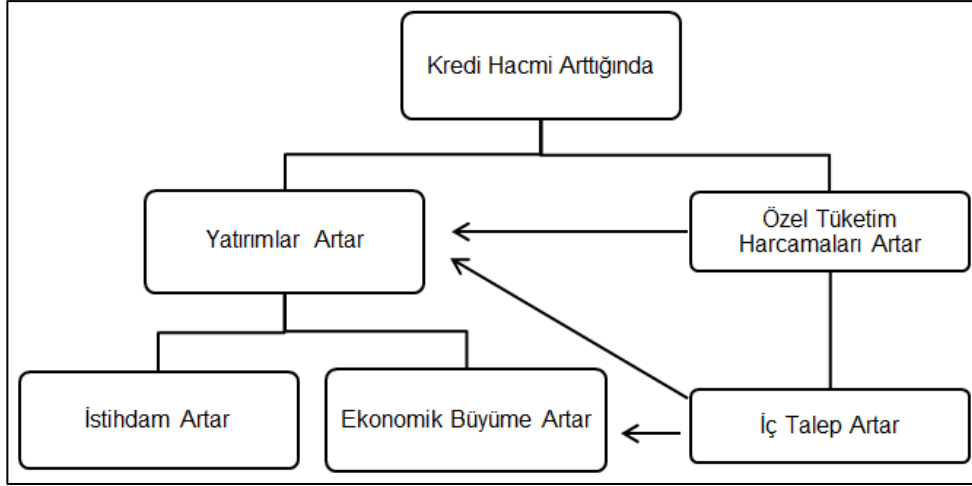 Kredi Hacmi Arttığında
Yatırımlar Artar
Özel Tüketim
Harcamaları Artar
İstihdam Artar
Ekonomik Büyüme Artar
İç Talep Artar